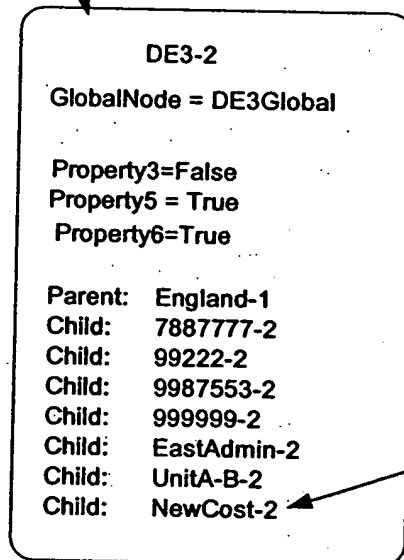 DE3-2
GlobalNode = DE3Global
Property3=False
Property5 = True
Property6=True
Parent: England-1
Child: 7887777-2
Child: 99222-2
Child: 9987553-2
Child: 999999-2
Child: EastAdmin-2
Child: UnitA-B-2
Child: NewCost-2